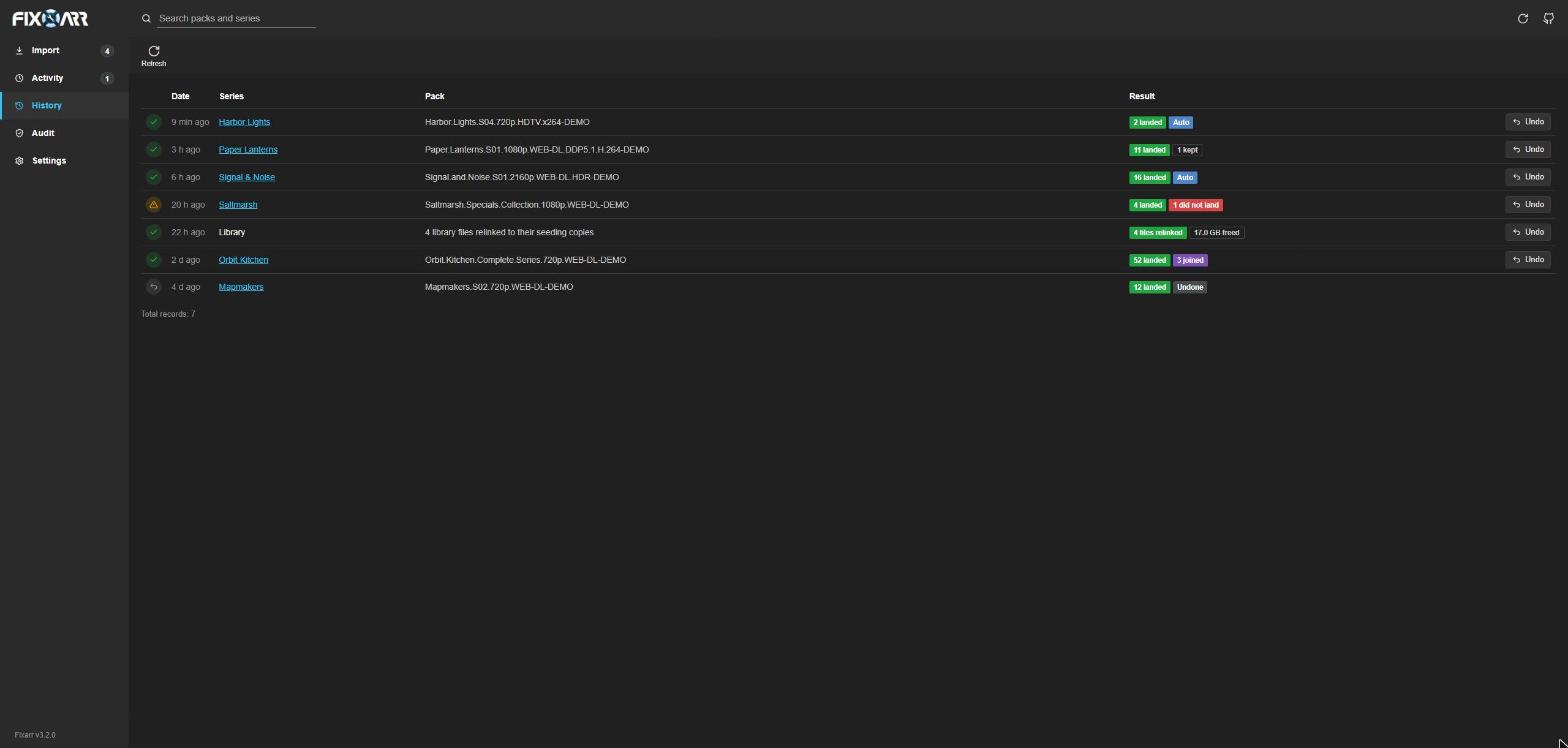 FIXARR
Search packs and series
Import 4
Activity 1
History
Audit
Settings
Refresh
Date Series Pack Result
9 min ago Harbor Lights Harbor.Lights.S04.720p.HDTV.x264-DEMO 2 landed Auto Undo
3 h ago Paper Lanterns Paper.Lanterns.S01.1080p.WEB-DL.DDP5.1.H.264-DEMO 11 landed 1 kept Undo
6 h ago Signal & Noise Signal.and.Noise.S01.2160p.WEB-DL.HDR-DEMO 16 landed Auto Undo
20 h ago Saltmarsh Saltmarsh.Specials.Collection.1080p.WEB-DL-DEMO 4 landed 1 did not land Undo
22 h ago Library 4 library files relinked to their seeding copies 4 files relinked 17.0 GB freed Undo
2 d ago Orbit Kitchen Orbit.Kitchen.Complete.Series.720p.WEB-DL-DEMO 52 landed 3 joined Undo
4 d ago Mapmakers Mapmakers.S02.720p.WEB-DL-DEMO 12 landed Undone
Total records: 7
Fixarr v3.2.0